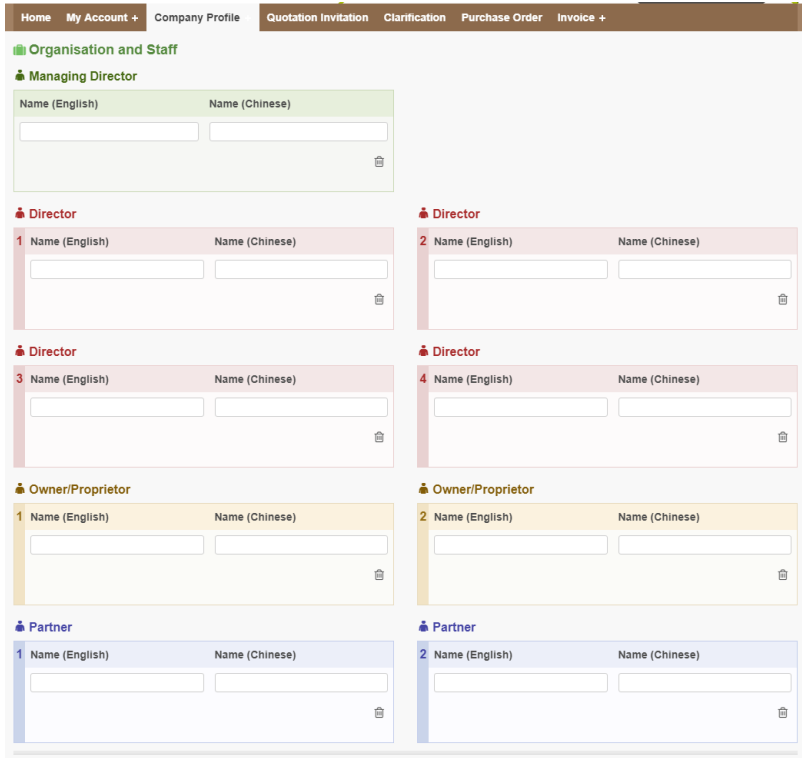 Home My Account + Company Profile Quotation Invitation Clarification Purchase Order Invoice +
Organisation and Staff
Managing Director
Name (English) Name (Chinese)
Director Director
1 Name (English) Name (Chinese) 2 Name (English) Name (Chinese)
Director Director
3 Name (English) Name (Chinese) 4 Name (English) Name (Chinese)
Owner/Proprietor Owner/Proprietor
1 Name (English) Name (Chinese) 2 Name (English) Name (Chinese)
Partner Partner
1 Name (English) Name (Chinese) 2 Name (English) Name (Chinese)